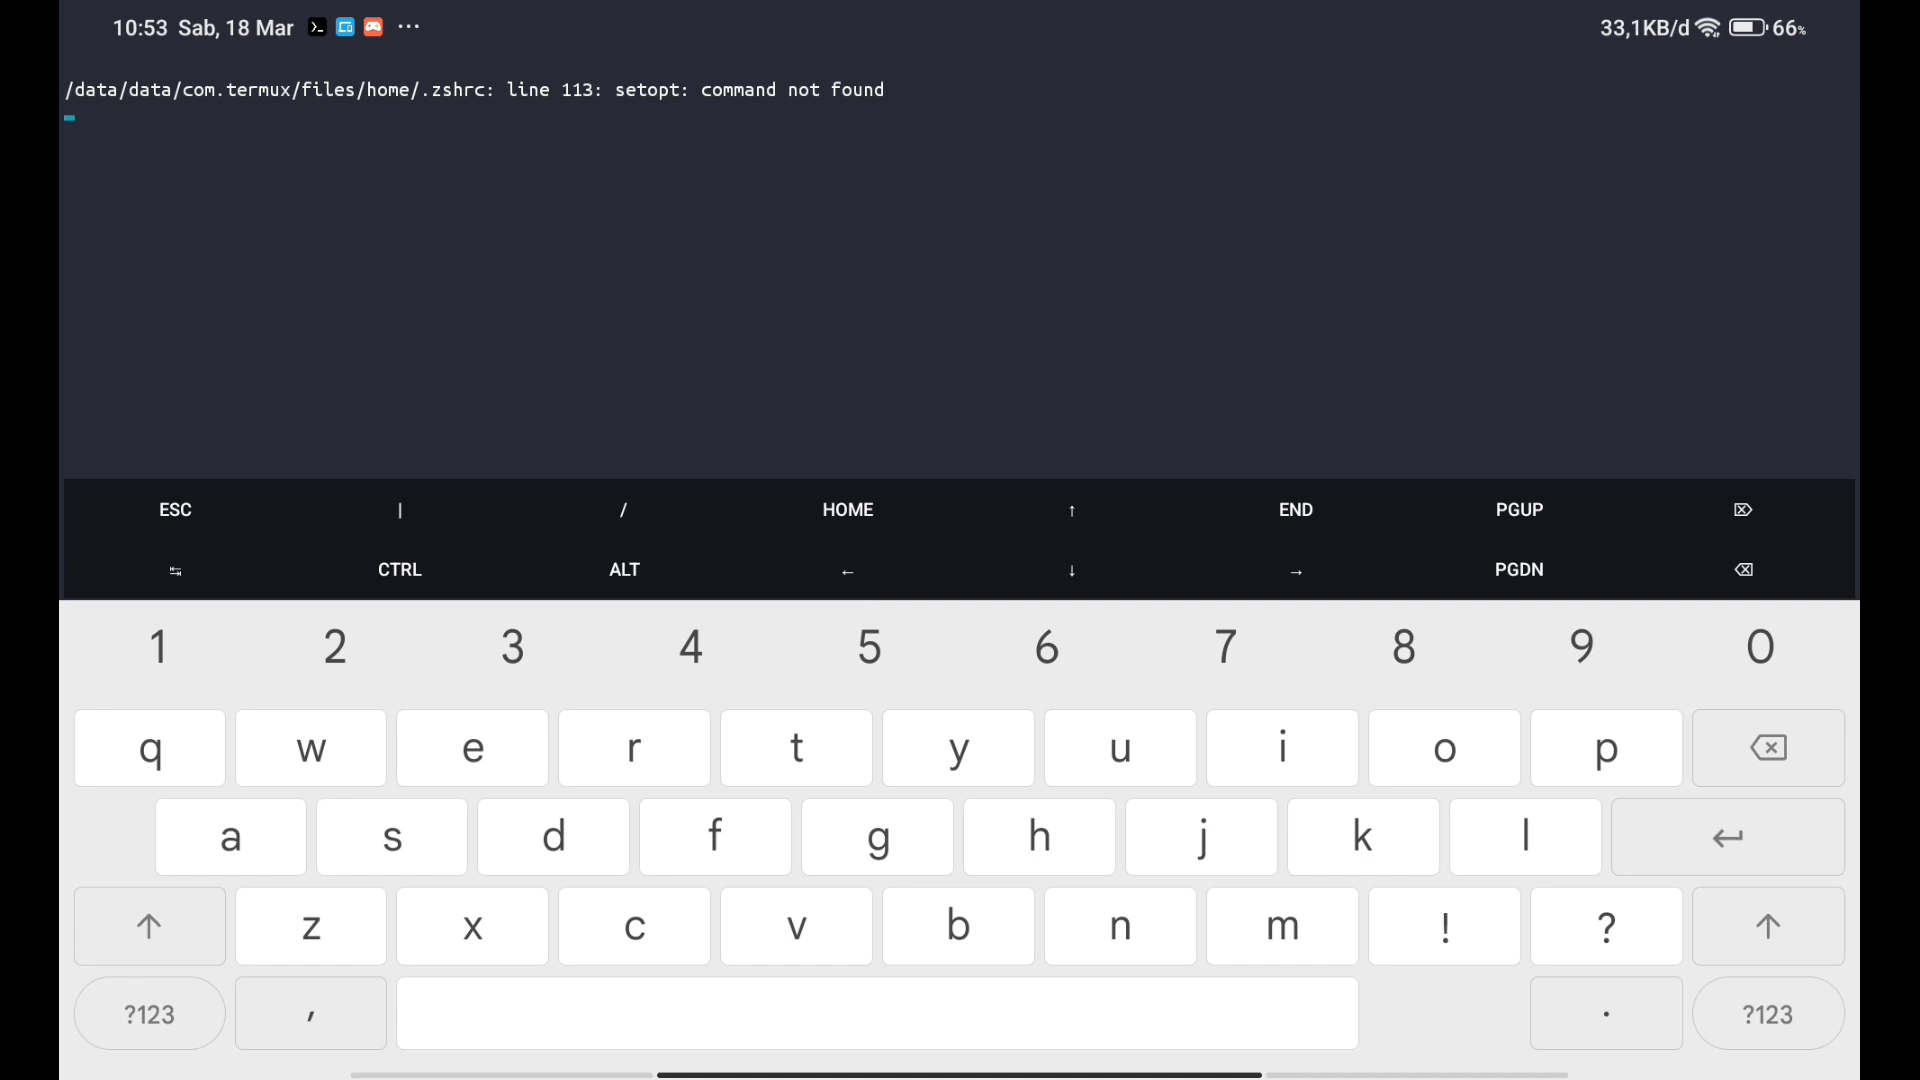 10:53 Sab, 18 Mar ···
33,1KB/d 66%
/data/data/com.termux/files/home/.zshrc: line 113: setopt: command not found
ESC | / HOME ↑ END PGUP ⌦
↹ CTRL ALT ← ↓ → PGDN ⌫
1 2 3 4 5 6 7 8 9 0
q w e r t y u i o p
a s d f g h j k l
z x c v b n m ! ?
?123 , . ?123